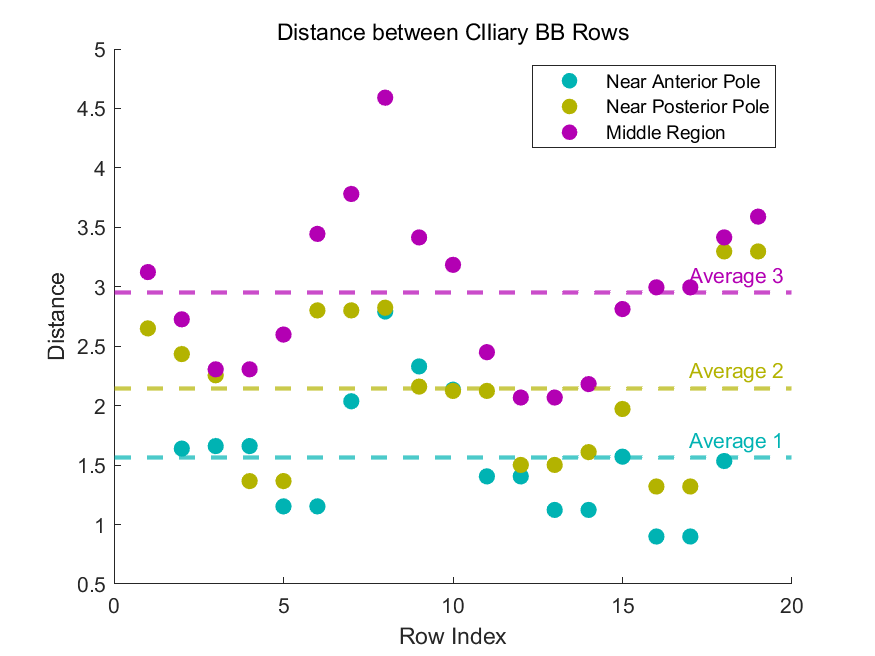 Distance between CIliary BB Rows
5
4.5
4
3.5
3
2.5
2
1.5
1
0.5
Distance
Near Anterior Pole
Near Posterior Pole
Middle Region
Average 3
Average 2
Average 1
0
5
10
15
20
Row Index